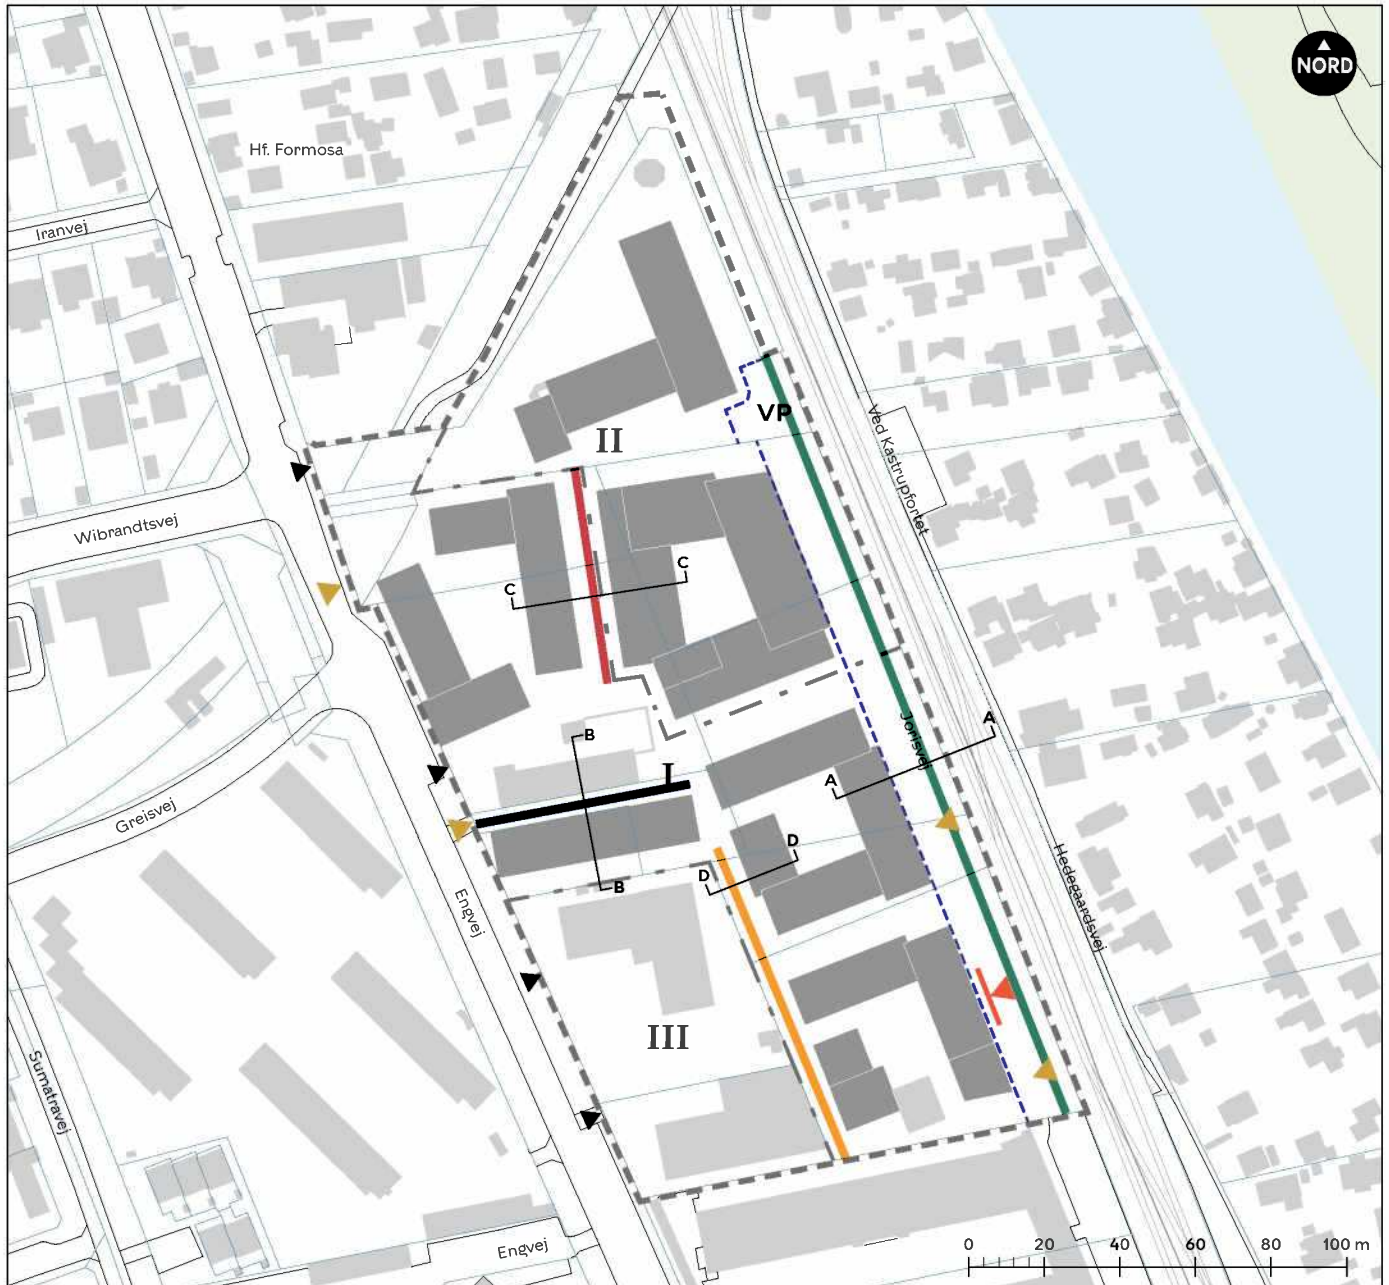 NORD
Hf. Formosa
Iranvej
VP
Ved Kastrupfortet
II
Wibrandtsvej
C
C
Jorisvej
A
B
I
A
Greisvej
D
Hedegaardsvej
D
B
Engvej
III
Sumatravej
Engvej
0 20 40 60 80 100 m